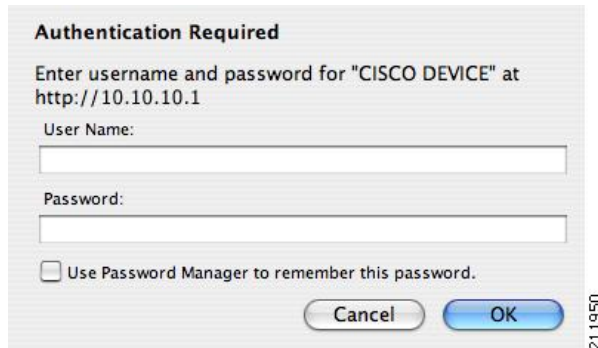 Authentication Required
Enter username and password for "CISCO DEVICE" at
http://10.10.10.1
User Name:
Password:
Use Password Manager to remember this password.
Cancel OK
211950